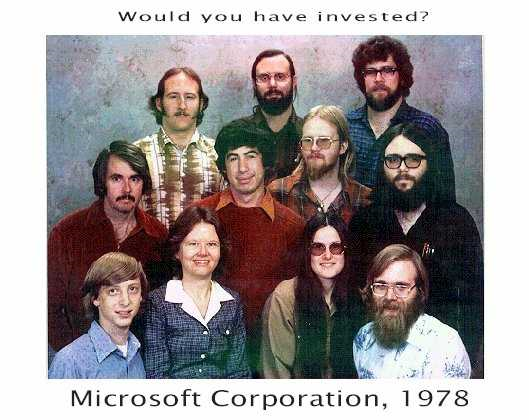 Would you have invested?
Microsoft Corporation, 1978